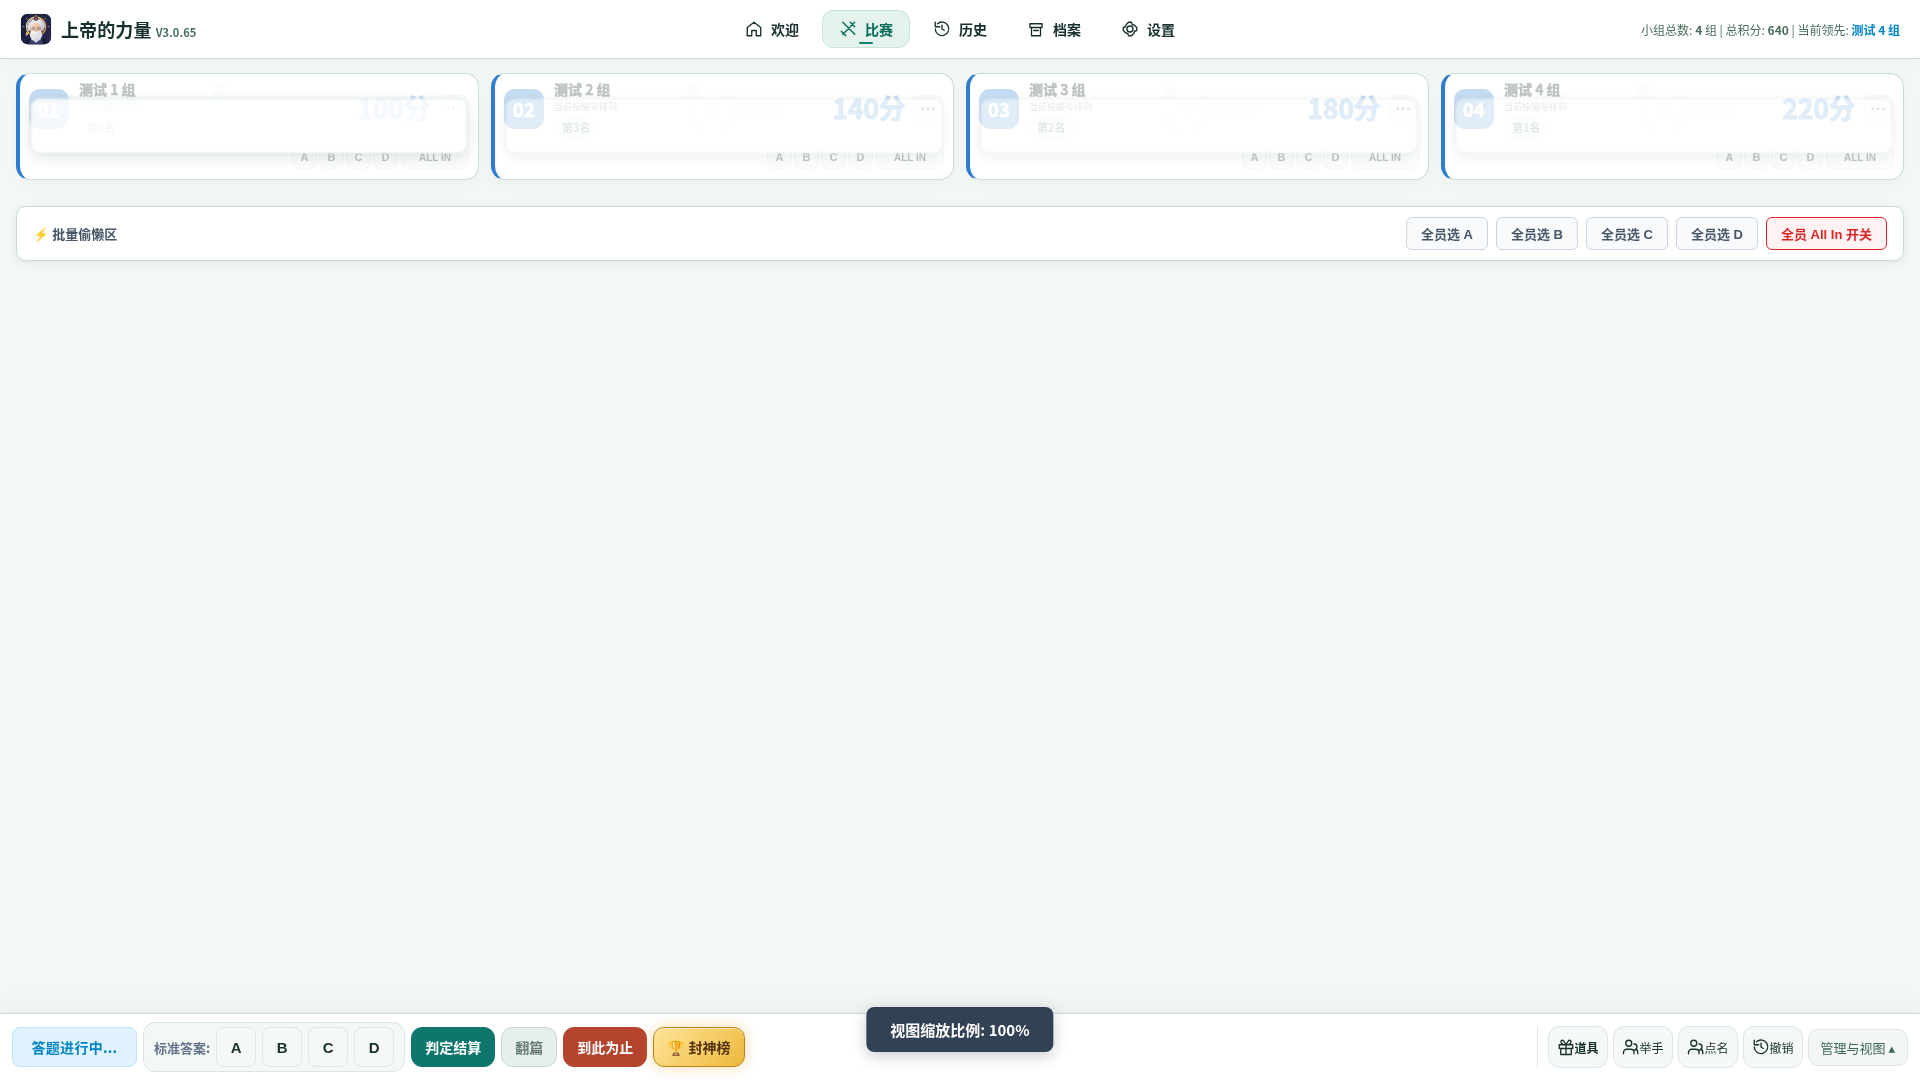 上帝的力量 V3.0.65
欢迎
比赛
历史
档案
设置
小组总数: 4 组 | 总积分: 640 | 当前领先: 测试 4 组
01
测试 1 组
当前按编号排列
第4名
100分
A B C D ALL IN
02
测试 2 组
当前按编号排列
第3名
140分
A B C D ALL IN
03
测试 3 组
当前按编号排列
第2名
180分
A B C D ALL IN
04
测试 4 组
当前按编号排列
第1名
220分
A B C D ALL IN
⚡ 批量偷懒区
全员选 A
全员选 B
全员选 C
全员选 D
全员 All In 开关
视图缩放比例: 100%
答题进行中...
标准答案: A B C D
判定结算
翻篇
到此为止
🏆 封神榜
道具
举手
点名
撤销
管理与视图 ▴